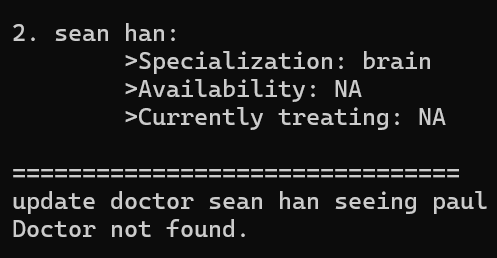 2. sean han:
>Specialization: brain
>Availability: NA
>Currently treating: NA
================================
update doctor sean han seeing paul
Doctor not found.